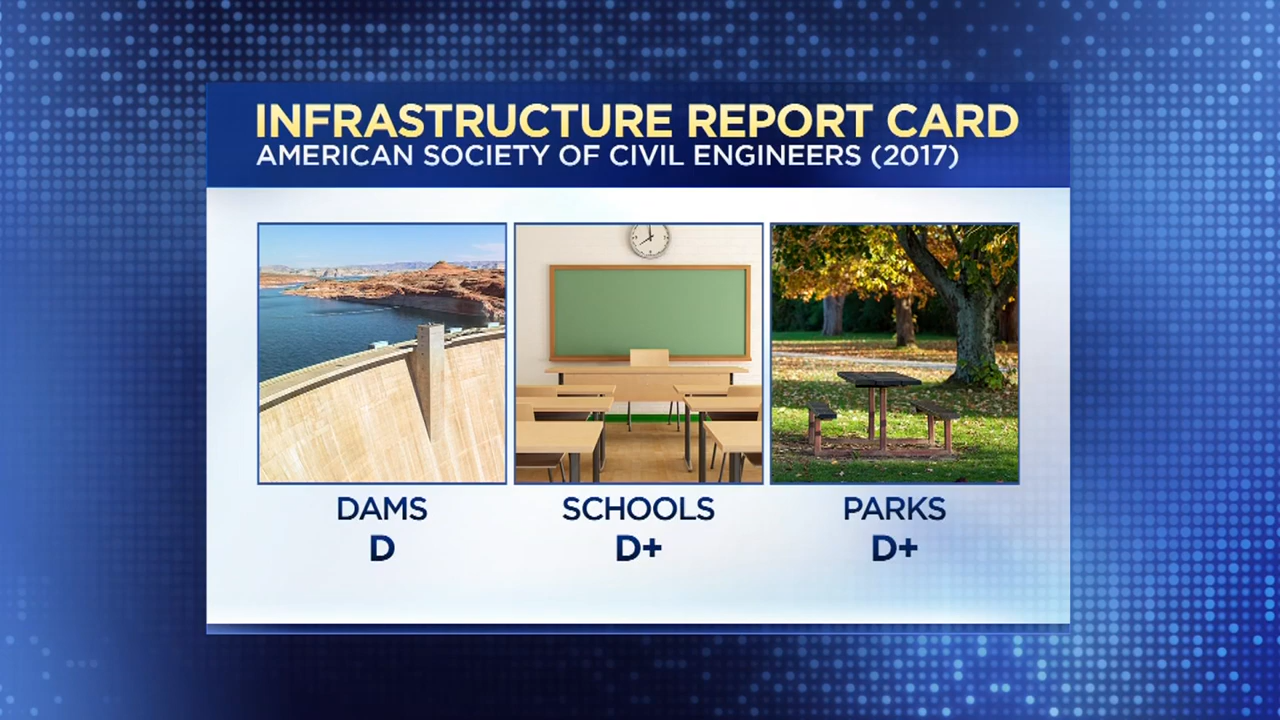 INFRASTRUCTURE REPORT CARD
AMERICAN SOCIETY OF CIVIL ENGINEERS (2017)
DAMS
SCHOOLS
PARKS
D
D+
D+